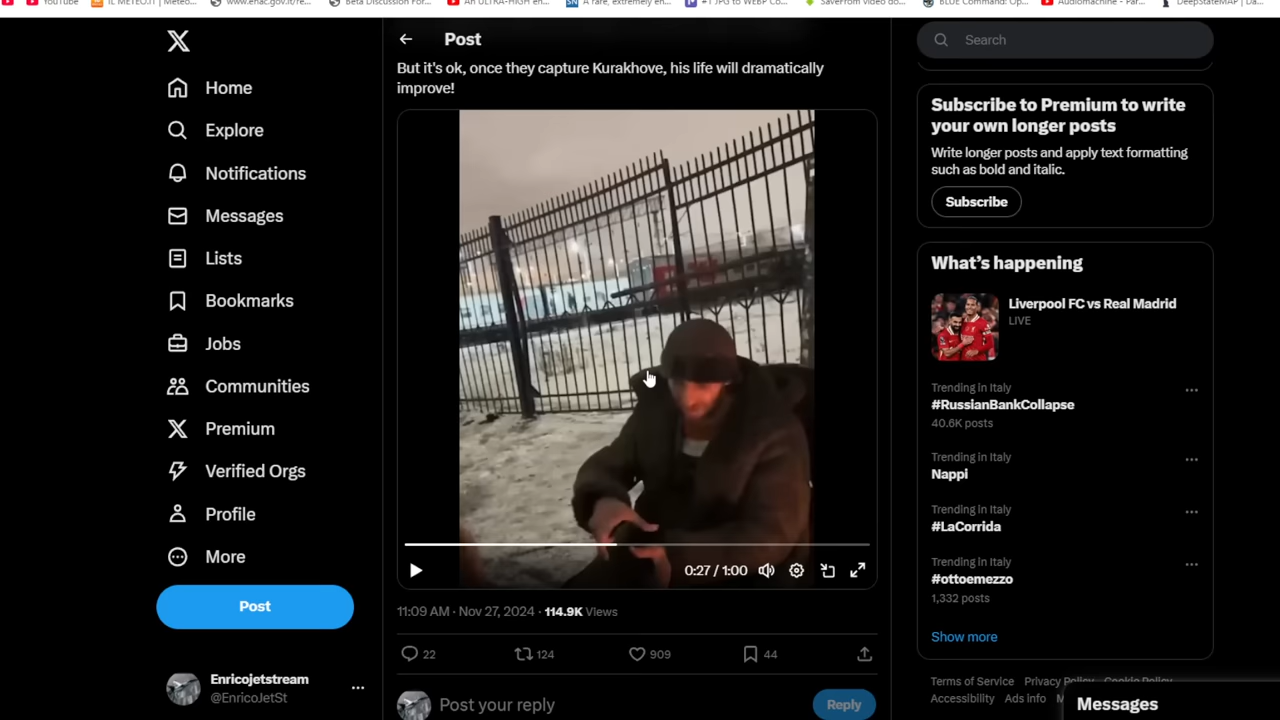 YouTube
IL METEO.IT | Meteo...
www.enac.gov.it/re...
Beta Discussion For...
An ULTRA-HIGH en...
A rare, extremely en...
#1 JPG to WEBP Co...
SaveFrom video do...
BLUE Command: Op...
Audiomachine - Par...
DeepStateMAP | Da...
Home
Explore
Notifications
Messages
Lists
Bookmarks
Jobs
Communities
Premium
Verified Orgs
Profile
More
Post
Enricojetstream
@EnricoJetSt
Post
But it's ok, once they capture Kurakhove, his life will dramatically
improve!
0:27 / 1:00
11:09 AM · Nov 27, 2024 · 114.9K Views
22
124
909
44
Post your reply
Reply
Search
Subscribe to Premium to write
your own longer posts
Write longer posts and apply text formatting
such as bold and italic.
Subscribe
What's happening
Liverpool FC vs Real Madrid
LIVE
Trending in Italy
#RussianBankCollapse
40.6K posts
Trending in Italy
Nappi
Trending in Italy
#LaCorrida
Trending in Italy
#ottoemezzo
1,332 posts
Show more
Terms of Service Privacy Policy Cookie Policy
Accessibility Ads info
Messages